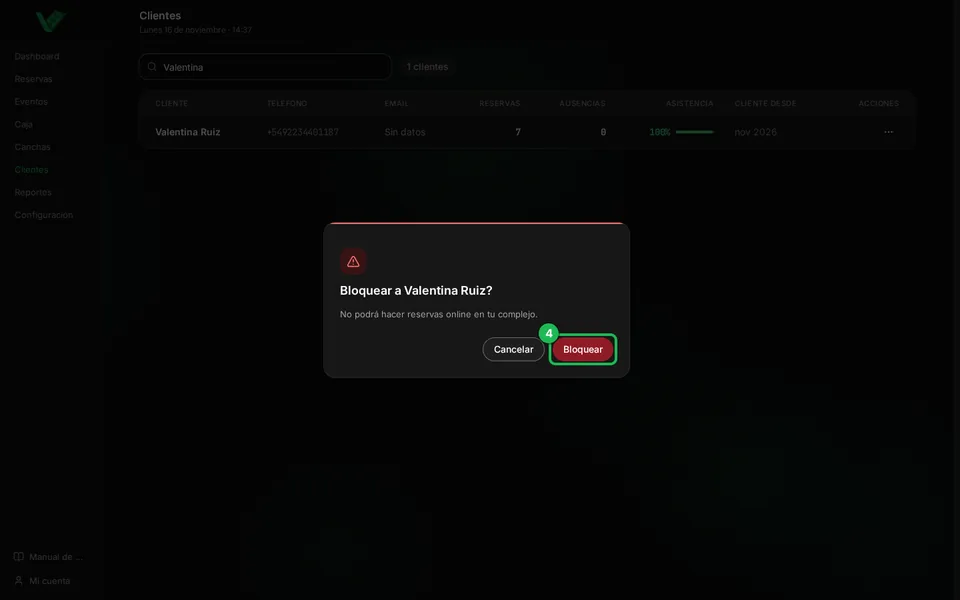 Clientes
Lunes 16 de noviembre · 14:37
Dashboard
Reservas
Eventos
Caja
Canchas
Clientes
Reportes
Configuración
Valentina
1 clientes
CLIENTE TELÉFONO EMAIL RESERVAS AUSENCIAS ASISTENCIA CLIENTE DESDE ACCIONES
Valentina Ruiz +5492234401187 Sin datos 7 0 100% nov 2026 ...
Bloquear a Valentina Ruiz?
No podrá hacer reservas online en tu complejo.
4
Cancelar Bloquear
Manual de ...
Mi cuenta